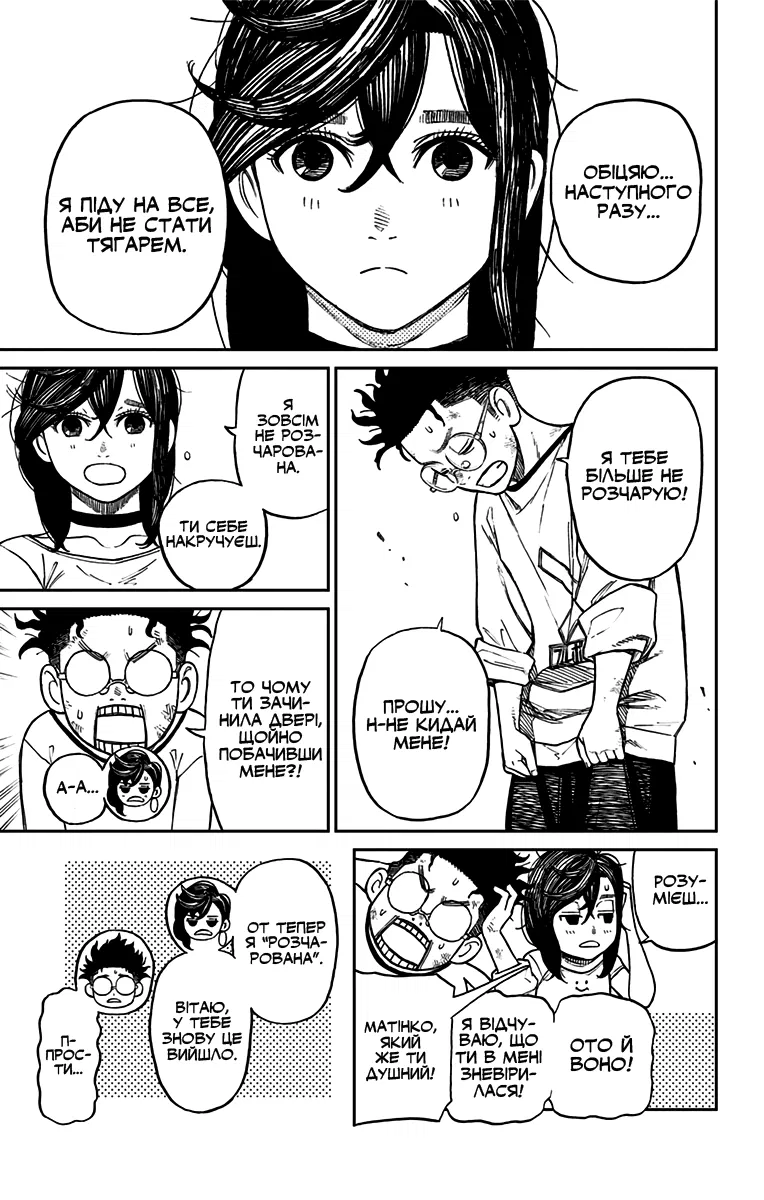 ОБІЦЯЮ...
НАСТУПНОГО
РАЗУ...
Я ПІДУ НА ВСЕ,
АБИ НЕ СТАТИ
ТЯГАРЕМ.
Я ТЕБЕ
БІЛЬШЕ НЕ
РОЗЧАРУЮ!
ПРОШУ...
Н-НЕ КИДАЙ
МЕНЕ!
Я
ЗОВСІМ
НЕ РОЗ-
ЧАРОВА-
НА.
ТИ СЕБЕ
НАКРУЧУЄШ.
ТО ЧОМУ
ТИ ЗАЧИ-
НИЛА ДВЕРІ,
ЩОЙНО
ПОБАЧИВШИ
МЕНЕ?!
А-А...
РОЗУ-
МІЄШ...
ОТО Й
ВОНО!
Я ВІДЧУ-
ВАЮ, ЩО
ТИ В МЕНІ
ЗНЕВІРИ-
ЛАСЯ!
МАТІНКО,
ЯКИЙ
ЖЕ ТИ
ДУШНИЙ!
ОТ ТЕПЕР
Я "РОЗЧА-
РОВАНА".
ВІТАЮ,
У ТЕБЕ
ЗНОВУ ЦЕ
ВИЙШЛО.
П-
ПРОС-
ТИ...